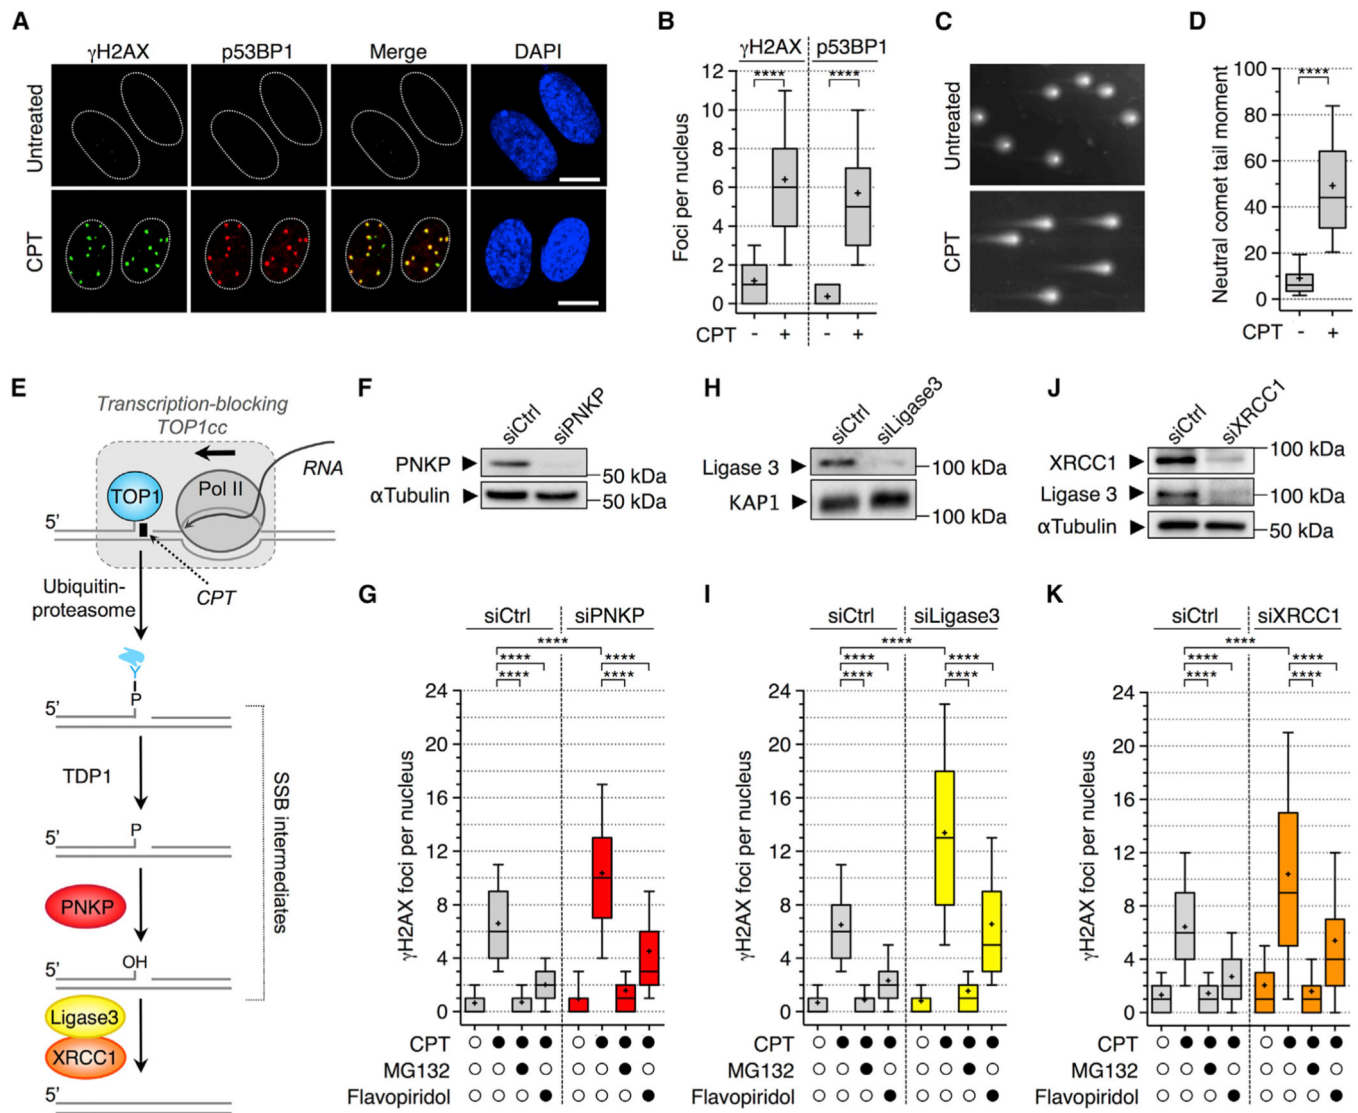 A
γH2AX p53BP1 Merge DAPI
Untreated
CPT
B
γH2AX p53BP1
**** ****
Foci per nucleus
12
10
8
6
4
2
0
CPT - + - +
C
Untreated
CPT
D
****
Neutral comet tail moment
100
80
60
40
20
0
CPT - +
E
Transcription-blocking
TOP1cc
RNA
TOP1
Pol II
5'
Ubiquitin-
proteasome
CPT
Y
P
5'
TDP1
P
5'
PNKP
OH
5'
SSB intermediates
Ligase3
XRCC1
5'
F
siCtrl siPNKP
PNKP
50 kDa
αTubulin
50 kDa
G
siCtrl siPNKP
****
**** ****
**** ****
γH2AX foci per nucleus
24
20
16
12
8
4
0
CPT
MG132
Flavopiridol
H
siCtrl siLigase3
Ligase 3 100 kDa
KAP1
100 kDa
I
siCtrl siLigase3
****
**** ****
**** ****
γH2AX foci per nucleus
24
20
16
12
8
4
0
CPT
MG132
Flavopiridol
J
siCtrl siXRCC1
100 kDa
XRCC1
Ligase 3 100 kDa
αTubulin 50 kDa
K
siCtrl siXRCC1
****
**** ****
**** ****
γH2AX foci per nucleus
24
20
16
12
8
4
0
CPT
MG132
Flavopiridol